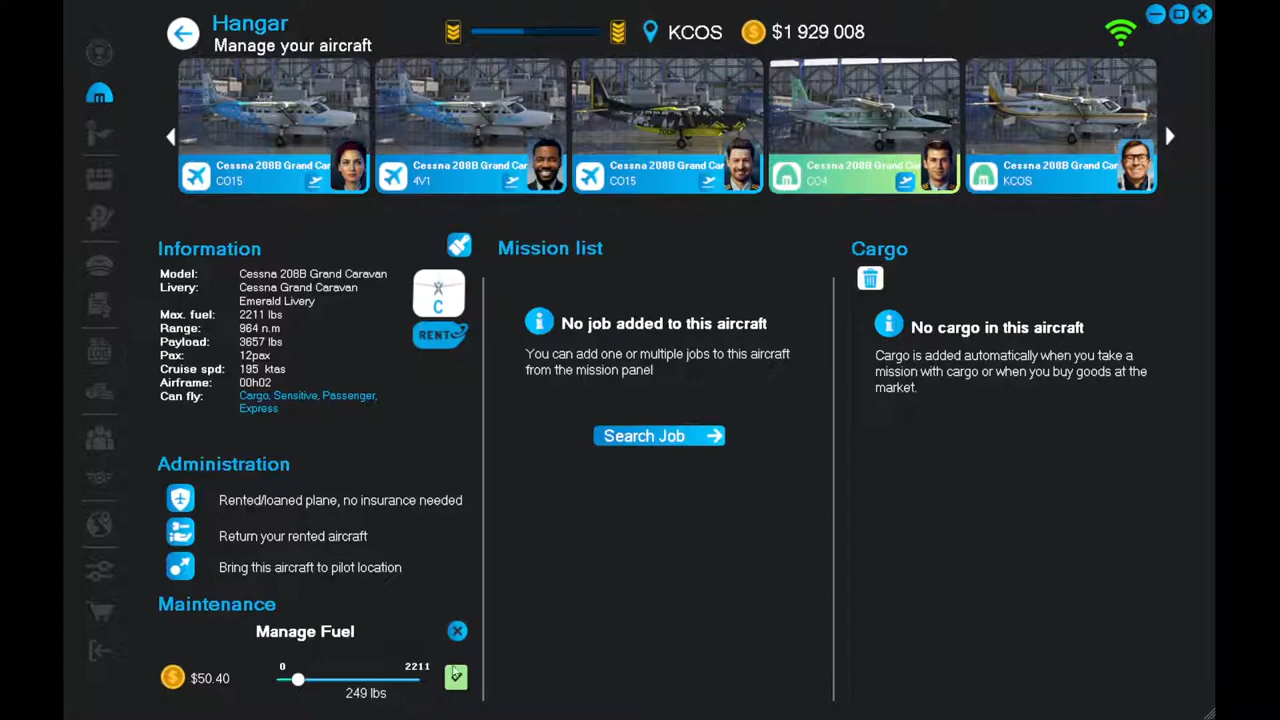 Hangar
Manage your aircraft
KCOS
$1 929 008
Cessna 208B Grand Car
CO15
Cessna 208B Grand Car
4V1
Cessna 208B Grand Car
CO15
Cessna 208B Grand Car
CO4
Cessna 208B Grand Car
KCOS
Information
Model: Cessna 208B Grand Caravan
Livery: Cessna Grand Caravan
Emerald Livery
Max. fuel: 2211 lbs
Range: 964 n.m
Payload: 3657 lbs
Pax: 12pax
Cruise spd: 195 ktas
Airframe: 00h02
Can fly: Cargo, Sensitive, Passenger,
Express
C
RENT
Administration
Rented/loaned plane, no insurance needed
Return your rented aircraft
Bring this aircraft to pilot location
Maintenance
Manage Fuel
$50.40
0 2211
249 lbs
Mission list
No job added to this aircraft
You can add one or multiple jobs to this aircraft
from the mission panel
Search Job
Cargo
No cargo in this aircraft
Cargo is added automatically when you take a
mission with cargo or when you buy goods at the
market.